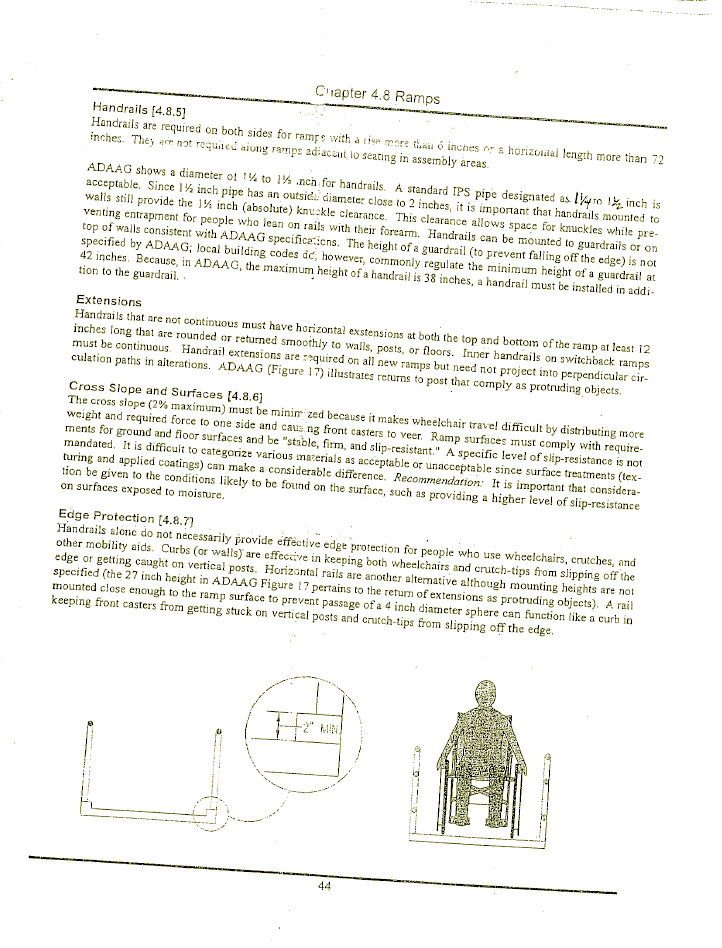 Chapter 4.8 Ramps
Handrails [4.8.5]
Handrails are required on both sides for ramps with a rise more than 6 inches or a horizontal length more than 72
inches. They are not required along ramps adjacent to seating in assembly areas.
ADAAG shows a diameter of 1¼ to 1½ inch for handrails. A standard IPS pipe designated as 1¼ to 1½ inch is
acceptable. Since 1½ inch pipe has an outside diameter close to 2 inches, it is important that handrails mounted to
walls still provide the 1½ inch (absolute) knuckle clearance. This clearance allows space for knuckles while pre-
venting entrapment for people who lean on rails with their forearm. Handrails can be mounted to guardrails or on
top of walls consistent with ADAAG specifications. The height of a guardrail (to prevent falling off the edge) is not
specified by ADAAG; local building codes do; however, commonly regulate the minimum height of a guardrail at
42 inches. Because, in ADAAG, the maximum height of a handrail is 38 inches, a handrail must be installed in addi-
tion to the guardrail.
Extensions
Handrails that are not continuous must have horizontal exstensions at both the top and bottom of the ramp at least 12
inches long that are rounded or returned smoothly to walls, posts, or floors. Inner handrails on switchback ramps
must be continuous. Handrail extensions are required on all new ramps but need not project into perpendicular cir-
culation paths in alterations. ADAAG (Figure 17) illustrates returns to post that comply as protruding objects.
Cross Slope and Surfaces [4.8.6]
The cross slope (2% maximum) must be minimized because it makes wheelchair travel difficult by distributing more
weight and required force to one side and causing front casters to veer. Ramp surfaces must comply with require-
ments for ground and floor surfaces and be "stable, firm, and slip-resistant." A specific level of slip-resistance is not
mandated. It is difficult to categorize various materials as acceptable or unacceptable since surface treatments (tex-
turing and applied coatings) can make a considerable difference. Recommendation: It is important that considera-
tion be given to the conditions likely to be found on the surface, such as providing a higher level of slip-resistance
on surfaces exposed to moisture.
Edge Protection [4.8.7]
Handrails alone do not necessarily provide effective edge protection for people who use wheelchairs, crutches, and
other mobility aids. Curbs (or walls) are effective in keeping both wheelchairs and crutch-tips from slipping off the
edge or getting caught on vertical posts. Horizontal rails are another alternative although mounting heights are not
specified (the 27 inch height in ADAAG Figure 17 pertains to the return of extensions as protruding objects). A rail
mounted close enough to the ramp surface to prevent passage of a 4 inch diameter sphere can function like a curb in
keeping front casters from getting stuck on vertical posts and crutch-tips from slipping off the edge.
2" MIN.
44